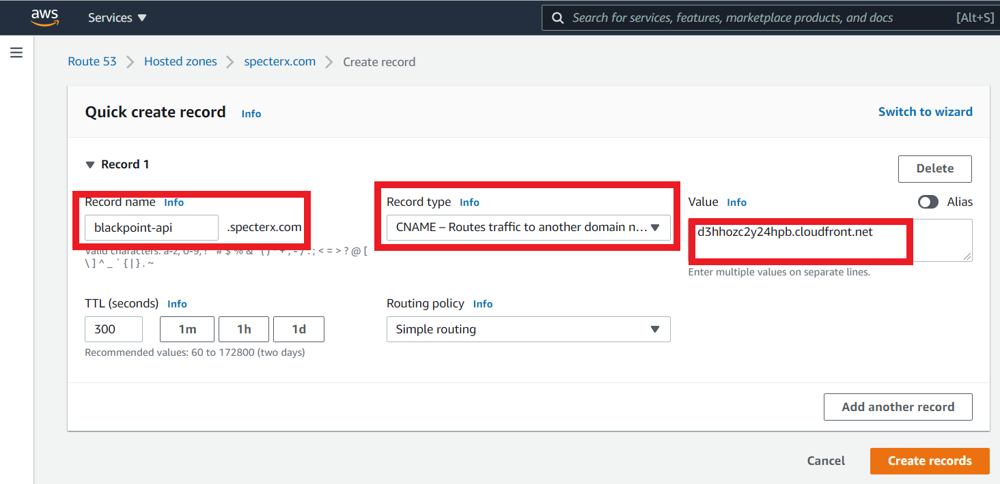 aws
Services
Search for services, features, marketplace products, and docs
[Alt+S]
Route 53
Hosted zones
specterx.com
Create record
Quick create record
Info
Switch to wizard
Record 1
Delete
Record name
Info
blackpoint-api
.specterx.com
\ ] ^ _ ` { | } . ~
Record type
Info
CNAME – Routes traffic to another domain n…
Value
Info
Alias
d3hhozc2y24hpb.cloudfront.net
Enter multiple values on separate lines.
TTL (seconds)
Info
300
1m
1h
1d
Recommended values: 60 to 172800 (two days)
Routing policy
Info
Simple routing
Add another record
Cancel
Create records